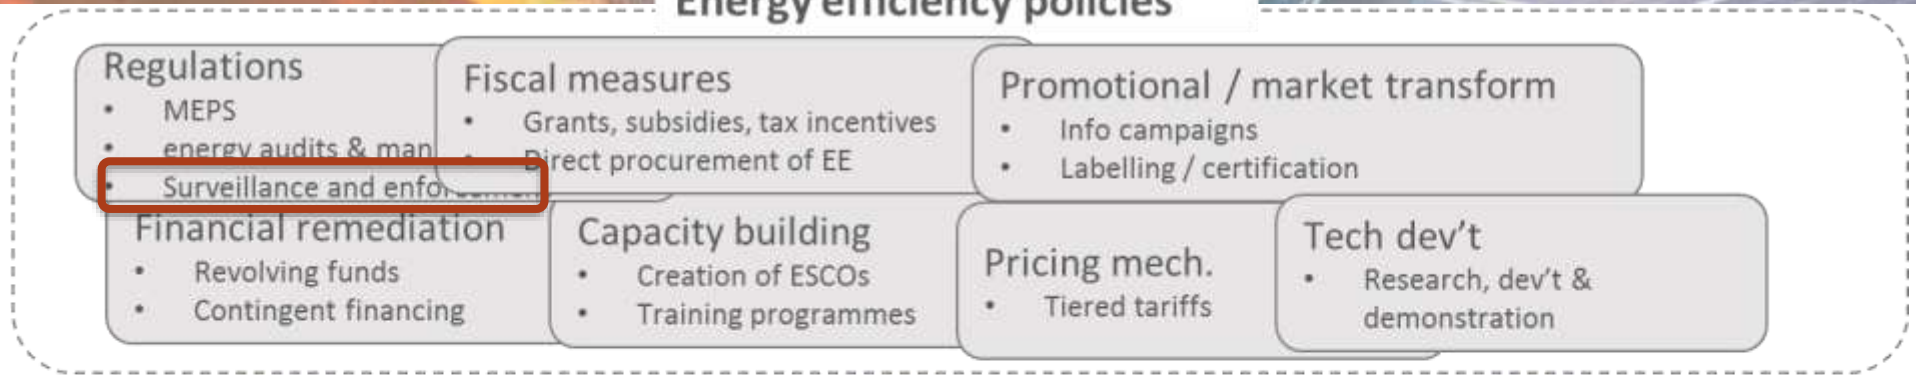 Energy efficiency policies
Regulations
• MEPS
• energy audits & man
• Surveillance and enfo
Fiscal measures
• Grants, subsidies, tax incentives
• Direct procurement of EE
Promotional / market transform
• Info campaigns
• Labelling / certification
Financial remediation
• Revolving funds
• Contingent financing
Capacity building
• Creation of ESCOs
• Training programmes
Pricing mech.
• Tiered tariffs
Tech dev't
• Research, dev't &
demonstration